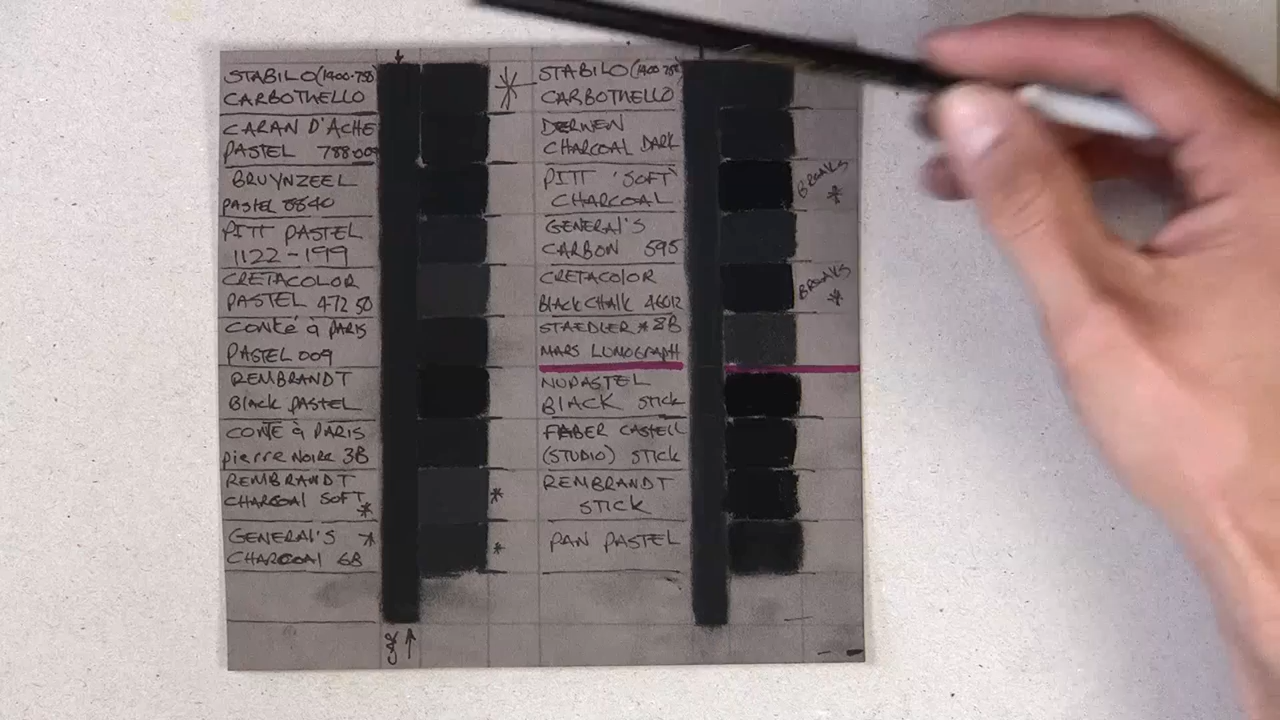 STABILO (1400-750)
CARBOTHELLO
CARAN D'ACHE
PASTEL 788.009
BRUYNZEEL
PASTEL 8840
PITT PASTEL
1122-199
CRETACOLOR
PASTEL 472 50
CONTÉ à PARIS
PASTEL 009
REMBRANDT
Black PASTEL
CONTÉ à PARIS
pierre NOIRE 3B
REMBRANDT
CHARCOAL SOFT *
GENERAL'S *
CHARCOAL 6B
STABILO (1400 750)
CARBOTHELLO
DERWEN
CHARCOAL DARK
PITT 'SOFT'
CHARCOAL
BREAKS
*
GENERAL'S
CARBON 595
CRETACOLOR
BLACK CHALK 46012
BREAKS
*
STAEDLER * 8B
MARS LUMOGRAPH
NUPASTEL
BLACK STICK
FABER CASTELL
(STUDIO) STICK
REMBRANDT
STICK
PAN PASTEL